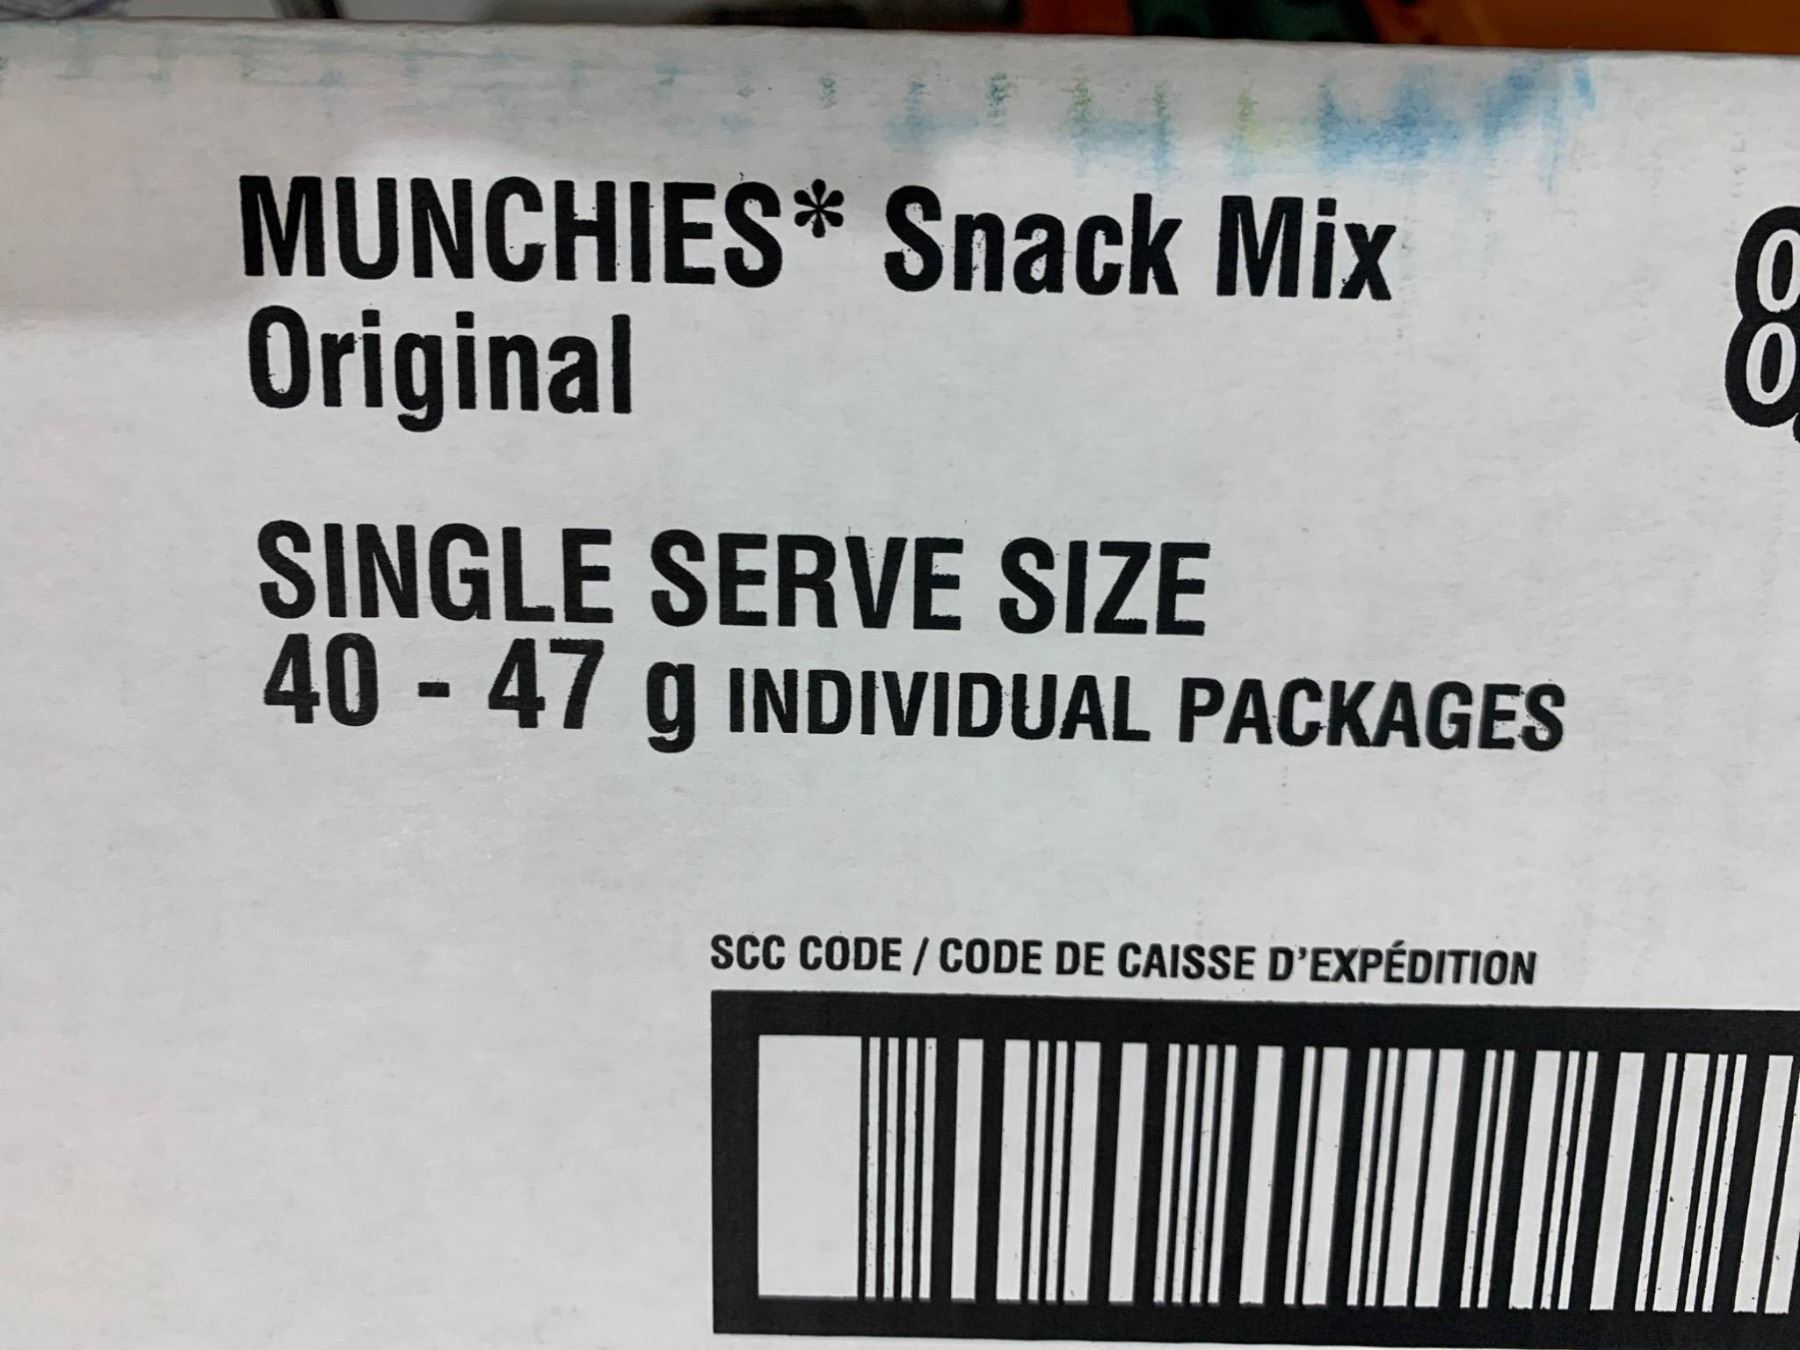 MUNCHIES* Snack Mix
Original
SINGLE SERVE SIZE
40 - 47 g INDIVIDUAL PACKAGES
SCC CODE / CODE DE CAISSE D'EXPÉDITION